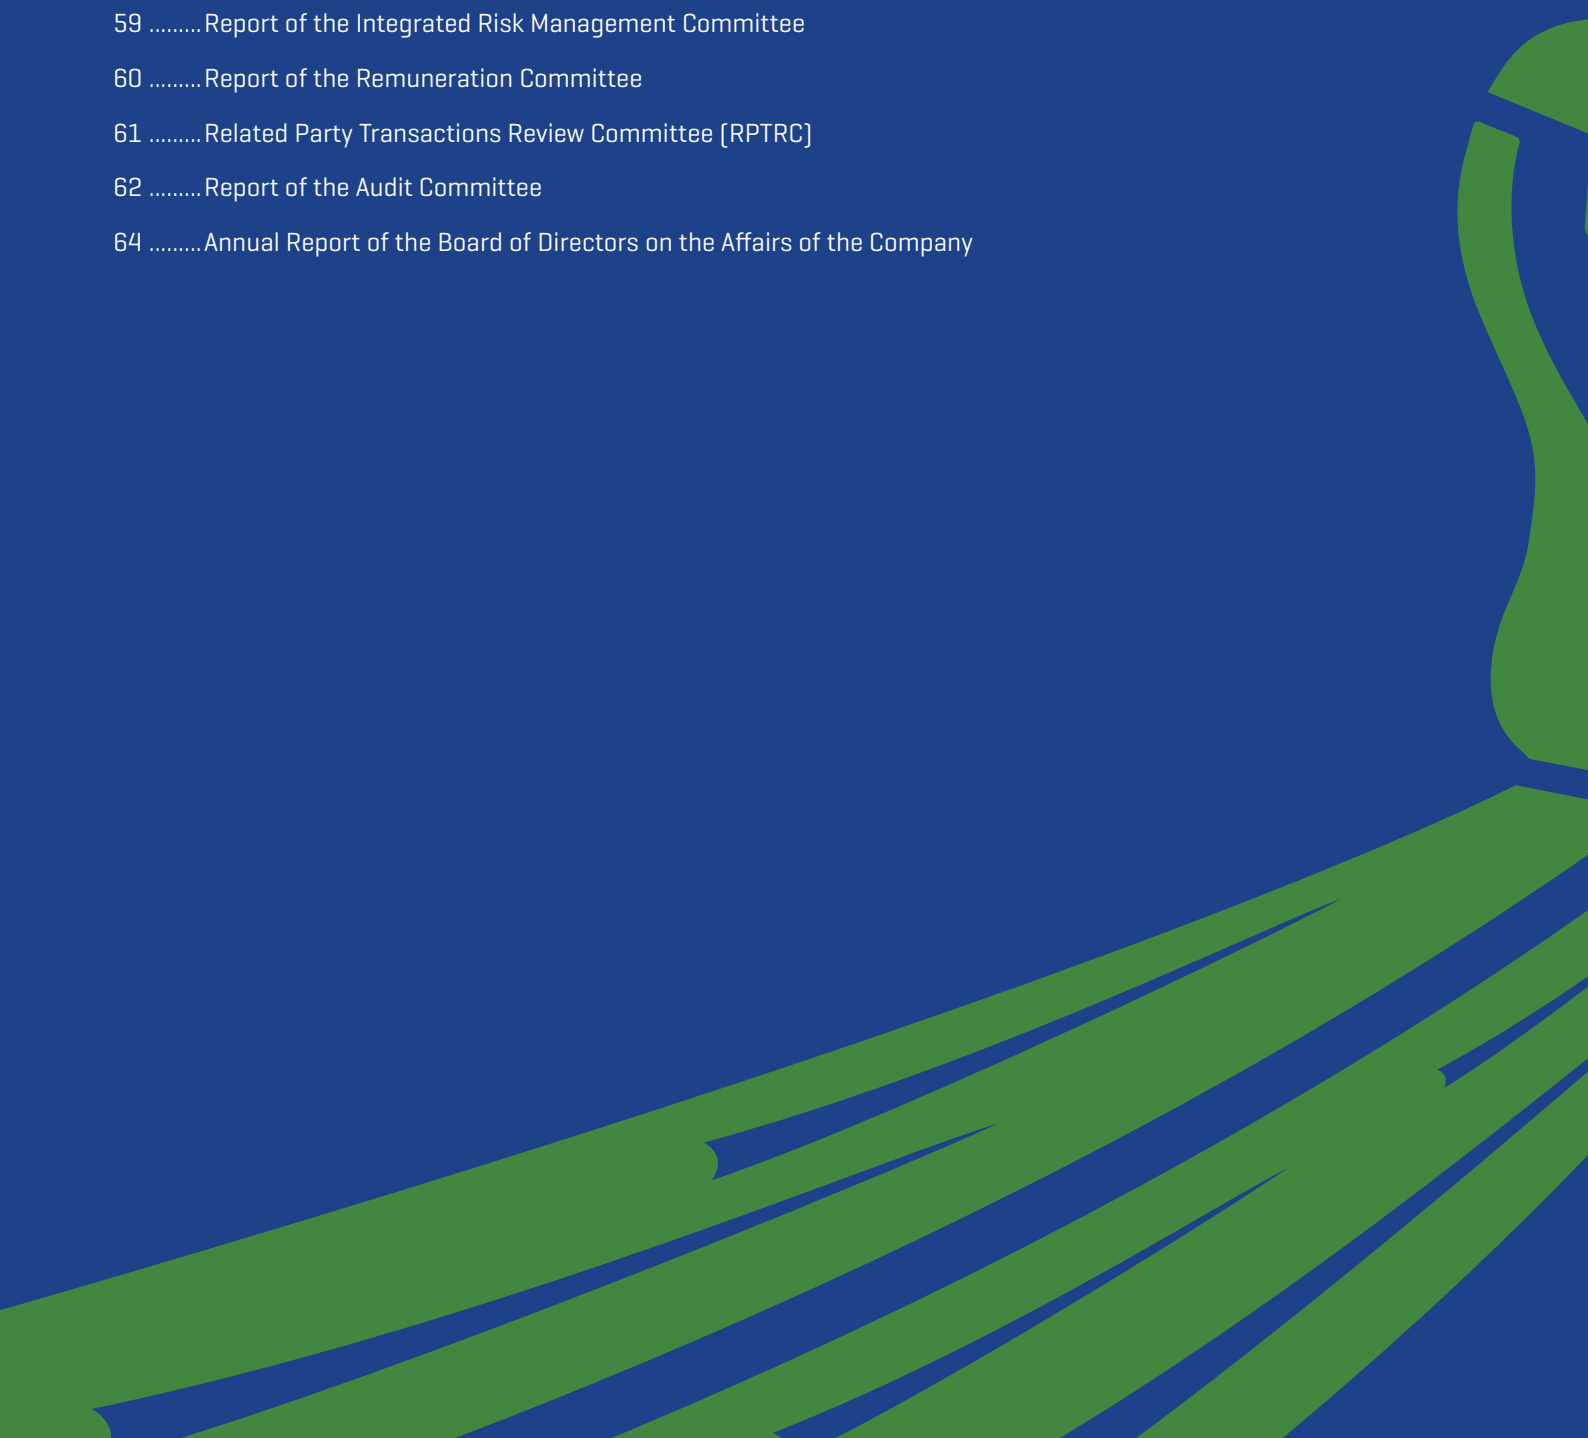 59 .........Report of the Integrated Risk Management Committee
60 .........Report of the Remuneration Committee
61 .........Related Party Transactions Review Committee (RPTRC)
62 .........Report of the Audit Committee
64 .........Annual Report of the Board of Directors on the Affairs of the Company